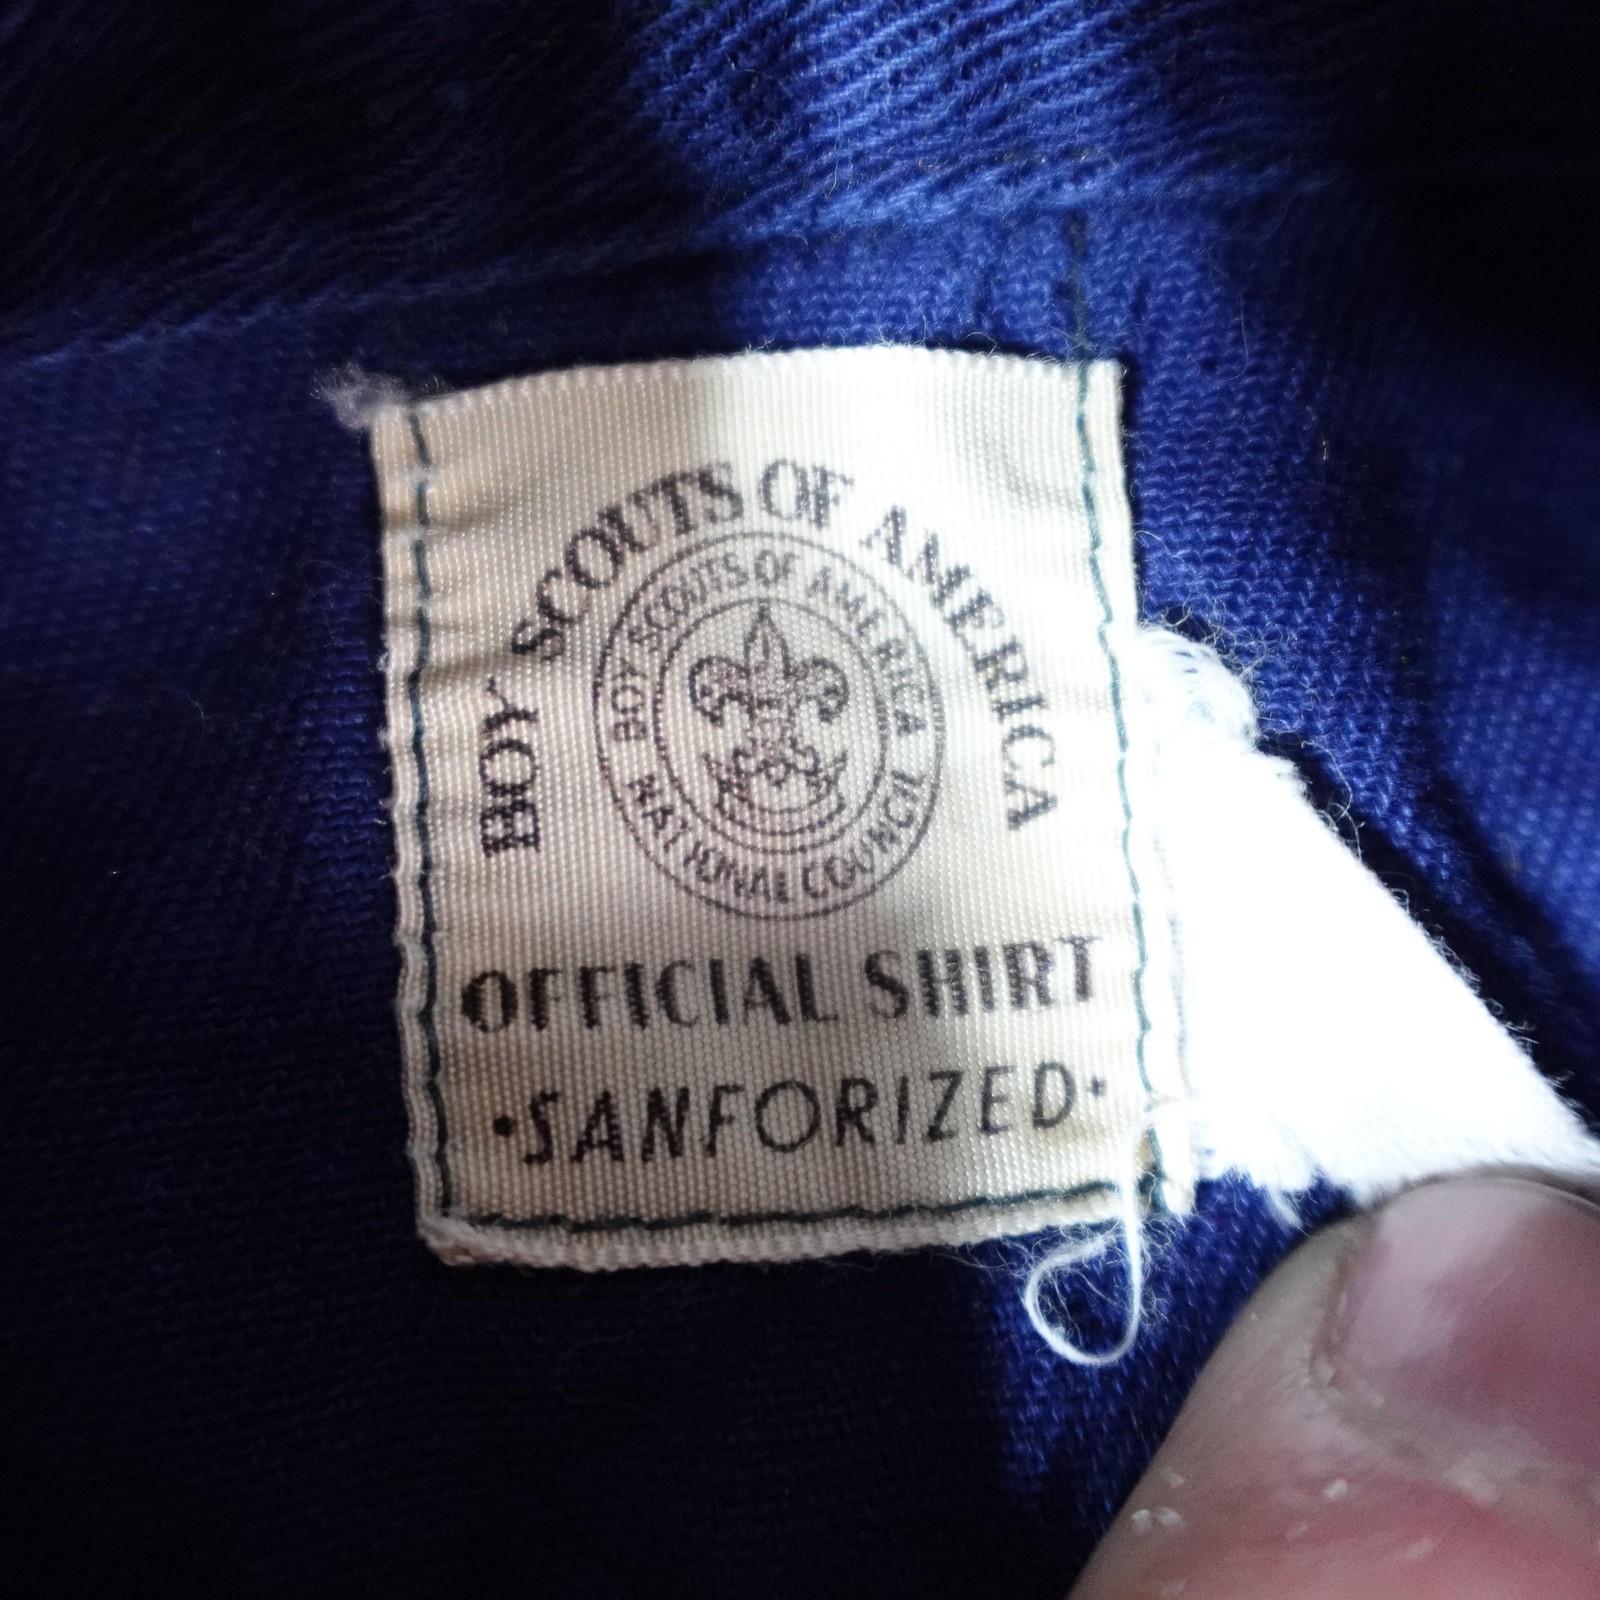 BOY SCOUTS OF AMERICA
BOY SCOUTS OF AMERICA
NATIONAL COUNCIL
OFFICIAL SHIRT
•SANFORIZED•